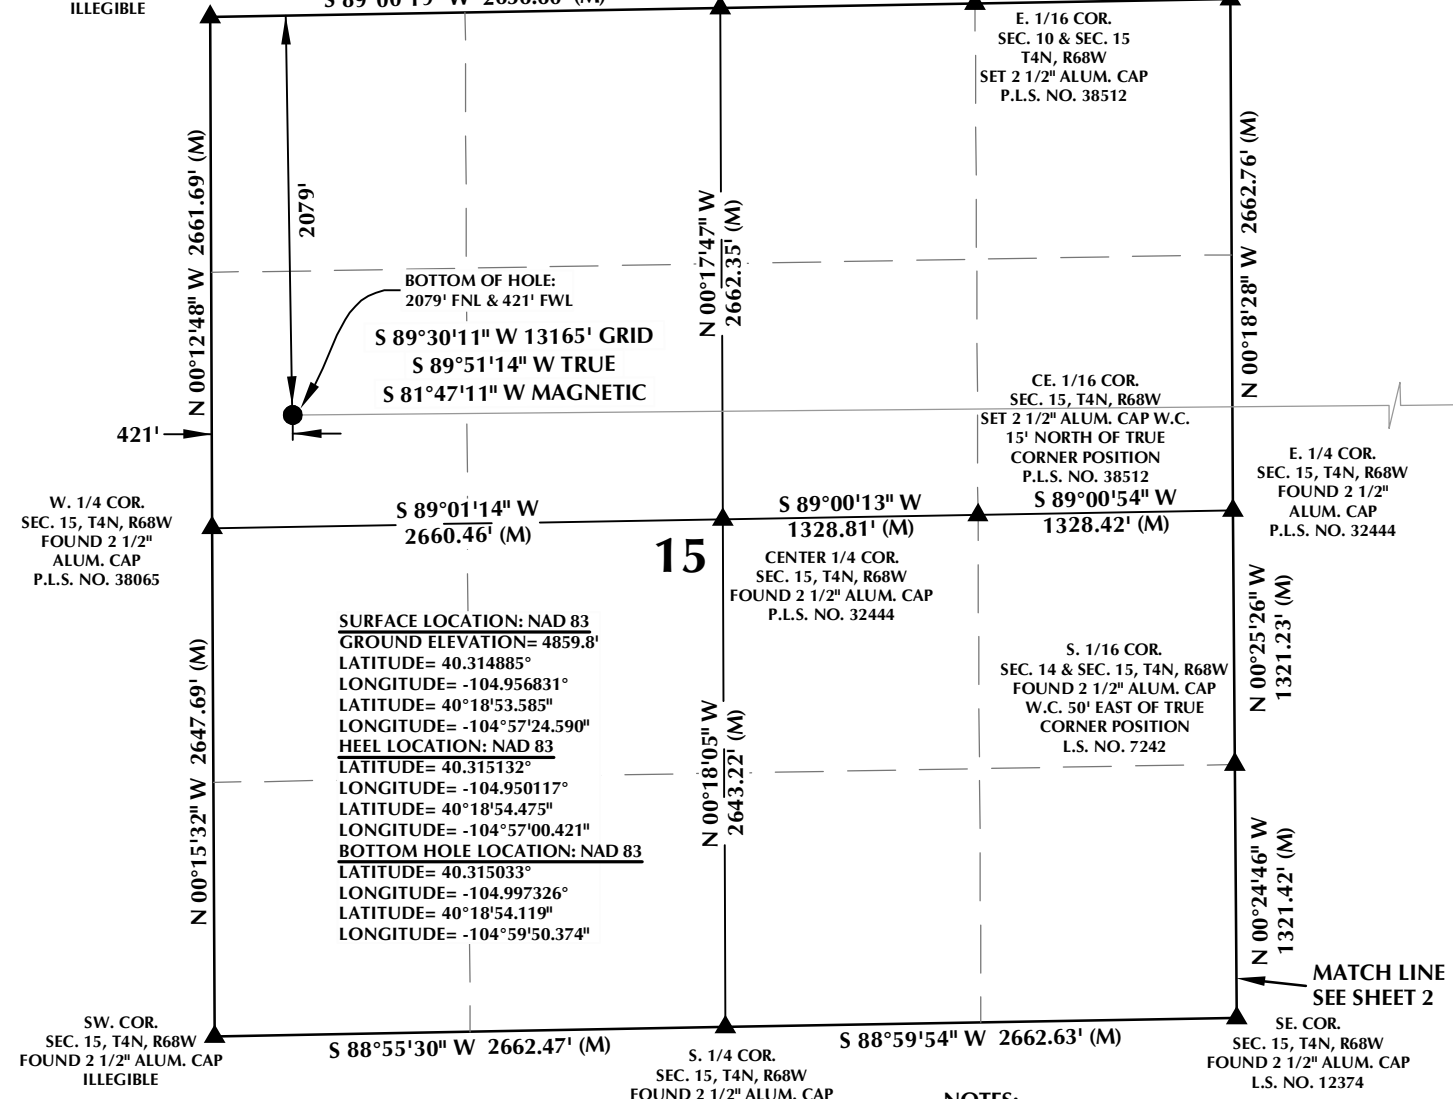 ILLEGIBLE
E. 1/16 COR.
SEC. 10 & SEC. 15
T4N, R68W
SET 2 1/2" ALUM. CAP
P.L.S. NO. 38512
N 00°12'48" W 2661.69' (M)
2079'
N 00°17'47" W
2662.35' (M)
N 00°18'28" W 2662.76' (M)
BOTTOM OF HOLE:
2079' FNL & 421' FWL
S 89°30'11" W 13165' GRID
S 89°51'14" W TRUE
S 81°47'11" W MAGNETIC
421'
CE. 1/16 COR.
SEC. 15, T4N, R68W
SET 2 1/2" ALUM. CAP W.C.
15' NORTH OF TRUE
CORNER POSITION
P.L.S. NO. 38512
E. 1/4 COR.
SEC. 15, T4N, R68W
FOUND 2 1/2"
ALUM. CAP
P.L.S. NO. 32444
W. 1/4 COR.
SEC. 15, T4N, R68W
FOUND 2 1/2"
ALUM. CAP
P.L.S. NO. 38065
S 89°01'14" W
2660.46' (M)
S 89°00'13" W
1328.81' (M)
S 89°00'54" W
1328.42' (M)
15
CENTER 1/4 COR.
SEC. 15, T4N, R68W
FOUND 2 1/2" ALUM. CAP
P.L.S. NO. 32444
SURFACE LOCATION: NAD 83
GROUND ELEVATION= 4859.8'
LATITUDE= 40.314885°
LONGITUDE= -104.956831°
LATITUDE= 40°18'53.585"
LONGITUDE= -104°57'24.590"
HEEL LOCATION: NAD 83
LATITUDE= 40.315132°
LONGITUDE= -104.950117°
LATITUDE= 40°18'54.475"
LONGITUDE= -104°57'00.421"
BOTTOM HOLE LOCATION: NAD 83
LATITUDE= 40.315033°
LONGITUDE= -104.997326°
LATITUDE= 40°18'54.119"
LONGITUDE= -104°59'50.374"
N 00°15'32" W 2647.69' (M)
N 00°18'05" W
2643.22' (M)
S. 1/16 COR.
SEC. 14 & SEC. 15, T4N, R68W
FOUND 2 1/2" ALUM. CAP
W.C. 50' EAST OF TRUE
CORNER POSITION
L.S. NO. 7242
N 00°25'26" W
1321.23' (M)
N 00°24'46" W
1321.42' (M)
MATCH LINE
SEE SHEET 2
SW. COR.
SEC. 15, T4N, R68W
FOUND 2 1/2" ALUM. CAP
ILLEGIBLE
S 88°55'30" W 2662.47' (M)
S. 1/4 COR.
SEC. 15, T4N, R68W
FOUND 2 1/2" ALUM. CAP
S 88°59'54" W 2662.63' (M)
SE. COR.
SEC. 15, T4N, R68W
FOUND 2 1/2" ALUM. CAP
L.S. NO. 12374
NOTES: